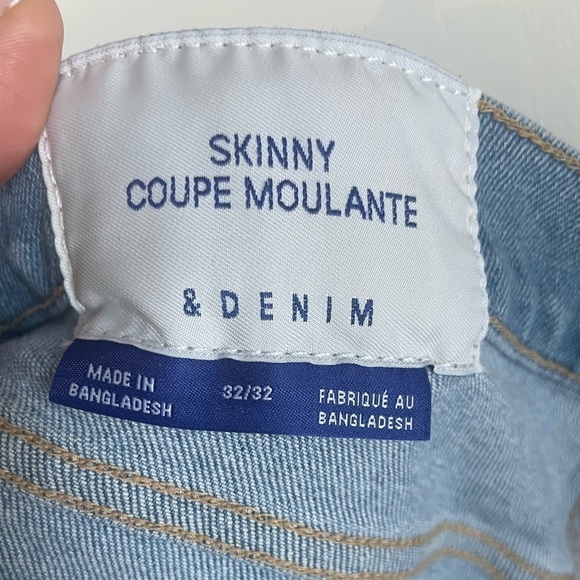 SKINNY
COUPE MOULANTE
& DENIM
MADE IN
BANGLADESH
32/32
FABRIQUÉ AU
BANGLADESH